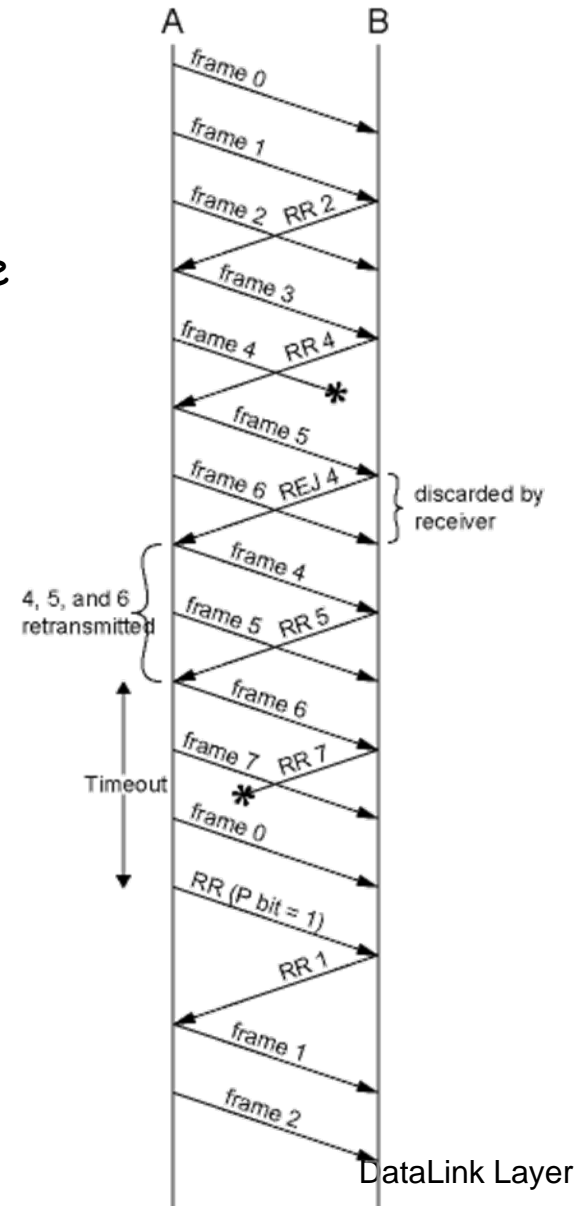 A B
frame 0
frame 1
frame 2 RR 2
e
frame 3
frame 4 RR 4
*
frame 5
frame 6 REJ 4
discarded by
receiver
frame 4
4, 5, and 6
retransmitted
frame 5 RR 5
frame 6
frame 7 RR 7
Timeout
*
frame 0
RR (P bit = 1)
RR 1
frame 1
frame 2
DataLink Layer